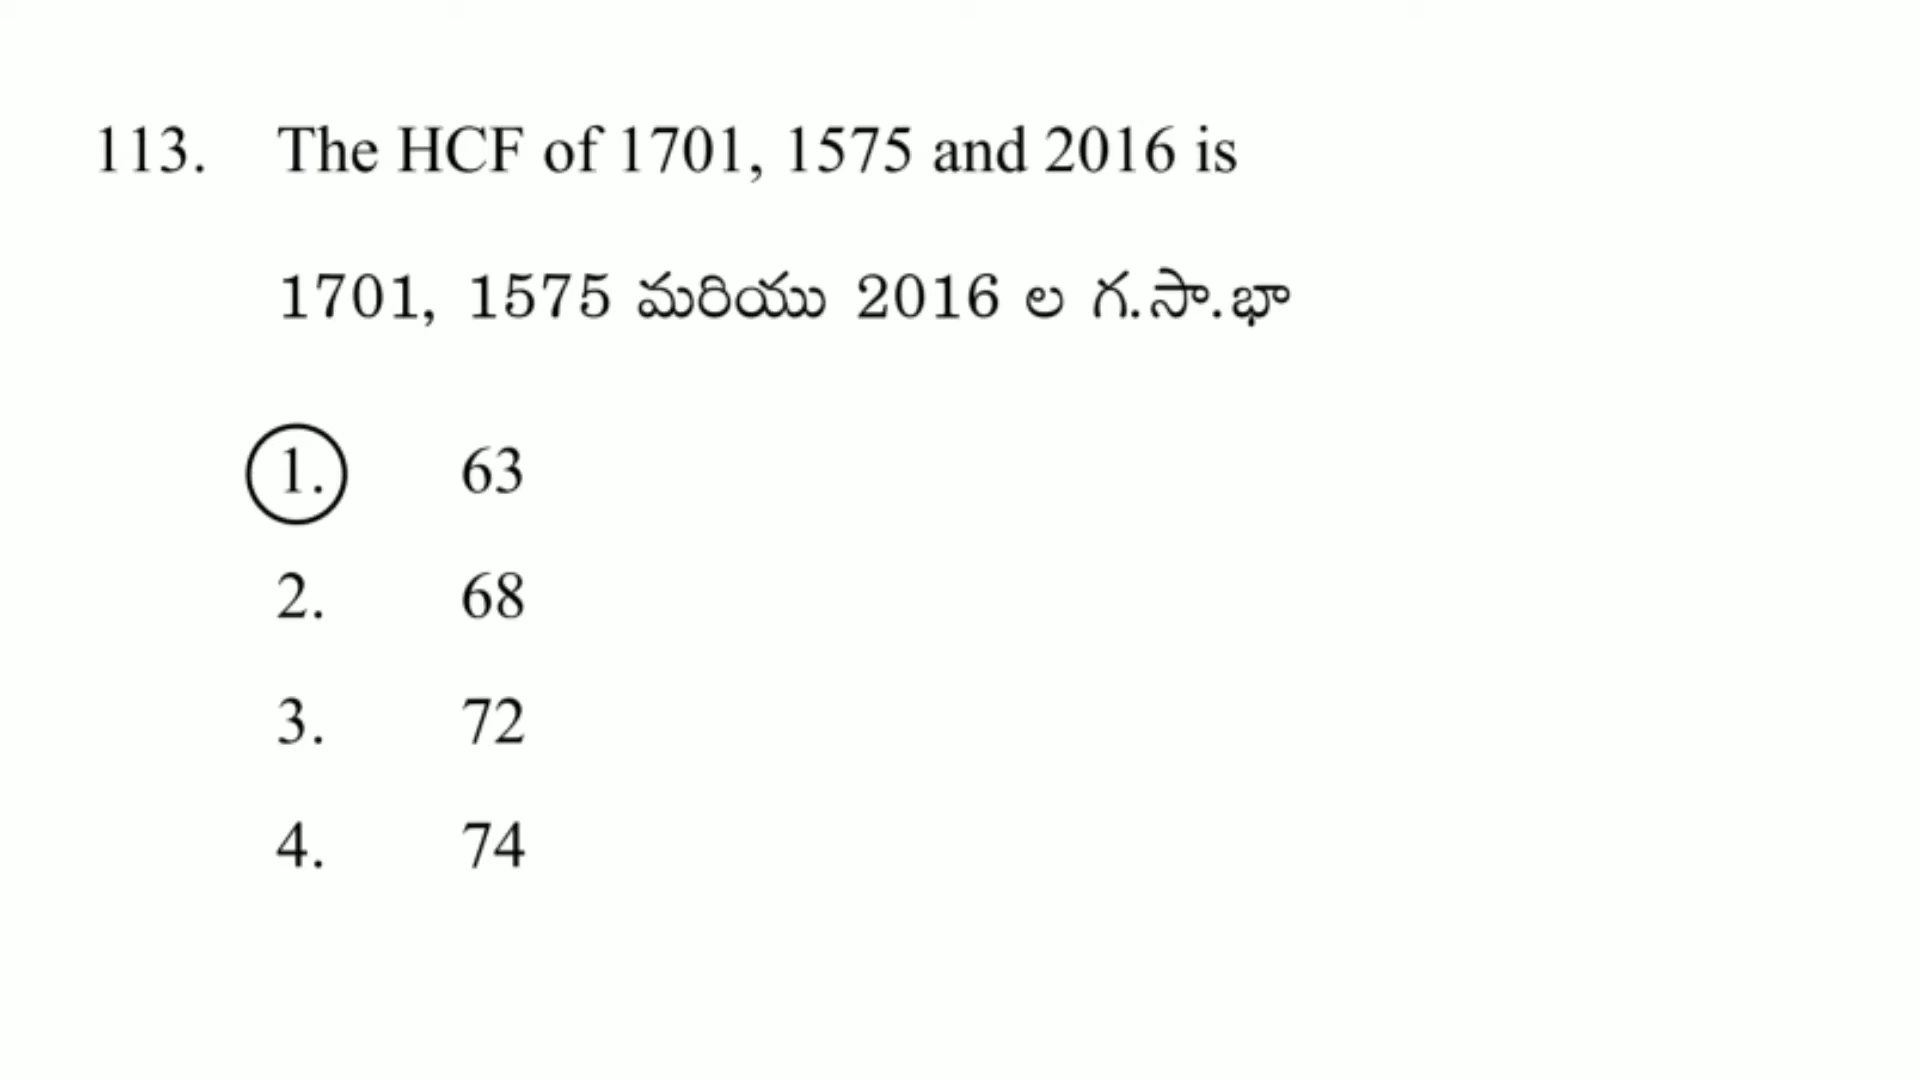 113. The HCF of 1701, 1575 and 2016 is
1701, 1575 మరియు 2016 ల గ.సా.భా
1. 63
2. 68
3. 72
4. 74